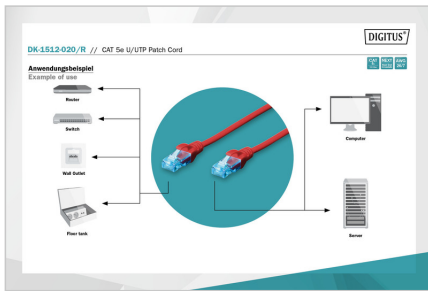 DIGITUS®
DK-1512-020/R // CAT 5e U/UTP Patch Cord
Anwendungsbeispiel
Example of use
Router
Switch
Wall Outlet
Floor tank
Computer
Server